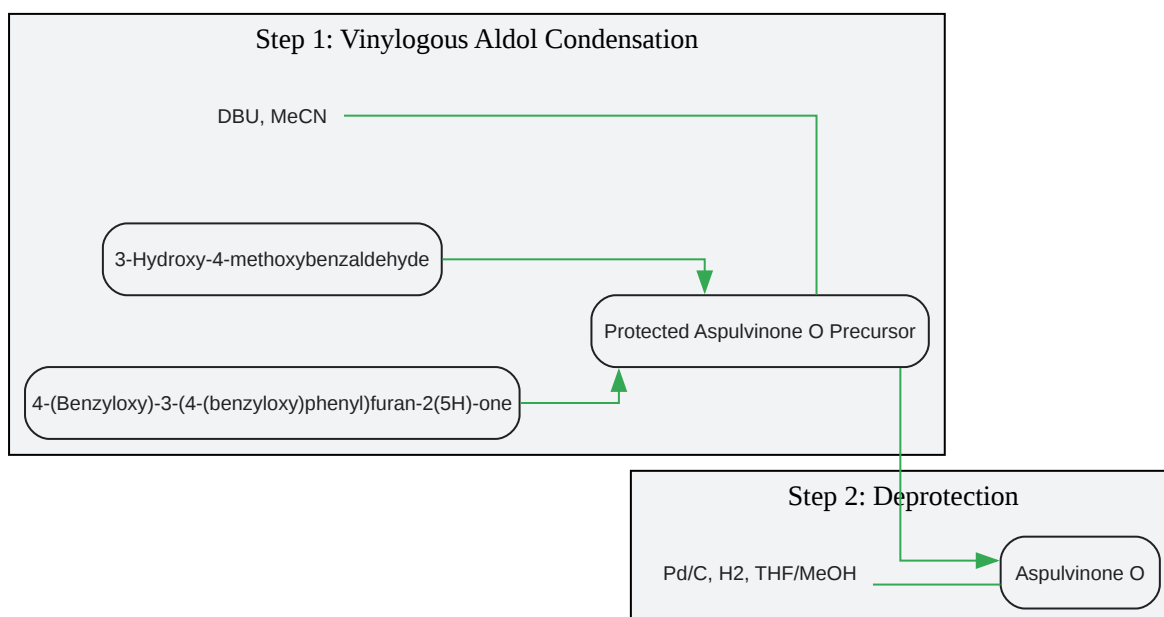 Step 1: Vinylogous Aldol Condensation
DBU, MeCN
3-Hydroxy-4-methoxybenzaldehyde
Protected Aspulvinone O Precursor
4-(Benzyloxy)-3-(4-(benzyloxy)phenyl)furan-2(5H)-one
Step 2: Deprotection
Pd/C, H2, THF/MeOH
Aspulvinone O